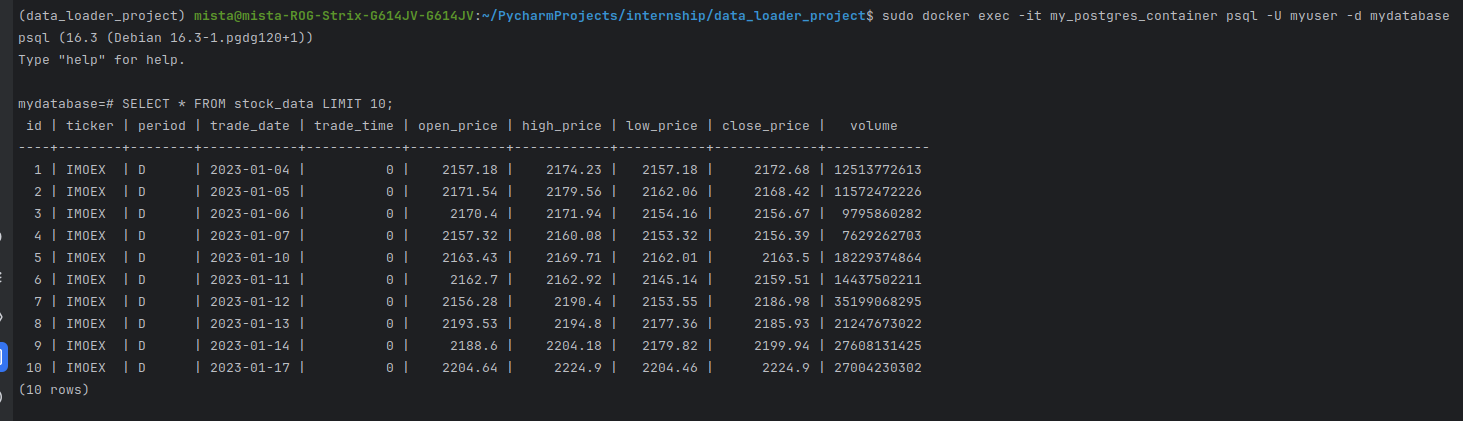 (data_loader_project) mista@mista-ROG-Strix-G614JV-G614JV:~/PycharmProjects/internship/data_loader_project$ sudo docker exec -it my_postgres_container psql -U myuser -d mydatabase
psql (16.3 (Debian 16.3-1.pgdg120+1))
Type "help" for help.

mydatabase=# SELECT * FROM stock_data LIMIT 10;
 id | ticker | period | trade_date | trade_time | open_price | high_price | low_price | close_price |   volume
----+--------+--------+------------+------------+------------+------------+-----------+-------------+-------------
  1 | IMOEX  | D      | 2023-01-04 |          0 |    2157.18 |    2174.23 |   2157.18 |     2172.68 | 12513772613
  2 | IMOEX  | D      | 2023-01-05 |          0 |    2171.54 |    2179.56 |   2162.06 |     2168.42 | 11572472226
  3 | IMOEX  | D      | 2023-01-06 |          0 |     2170.4 |    2171.94 |   2154.16 |     2156.67 |  9795860282
  4 | IMOEX  | D      | 2023-01-07 |          0 |    2157.32 |    2160.08 |   2153.32 |     2156.39 |  7629262703
  5 | IMOEX  | D      | 2023-01-10 |          0 |    2163.43 |    2169.71 |   2162.01 |      2163.5 | 18229374864
  6 | IMOEX  | D      | 2023-01-11 |          0 |     2162.7 |    2162.92 |   2145.14 |     2159.51 | 14437502211
  7 | IMOEX  | D      | 2023-01-12 |          0 |    2156.28 |     2190.4 |   2153.55 |     2186.98 | 35199068295
  8 | IMOEX  | D      | 2023-01-13 |          0 |    2193.53 |     2194.8 |   2177.36 |     2185.93 | 21247673022
  9 | IMOEX  | D      | 2023-01-14 |          0 |     2188.6 |    2204.18 |   2179.82 |     2199.94 | 27608131425
 10 | IMOEX  | D      | 2023-01-17 |          0 |    2204.64 |     2224.9 |   2204.46 |      2224.9 | 27004230302
(10 rows)